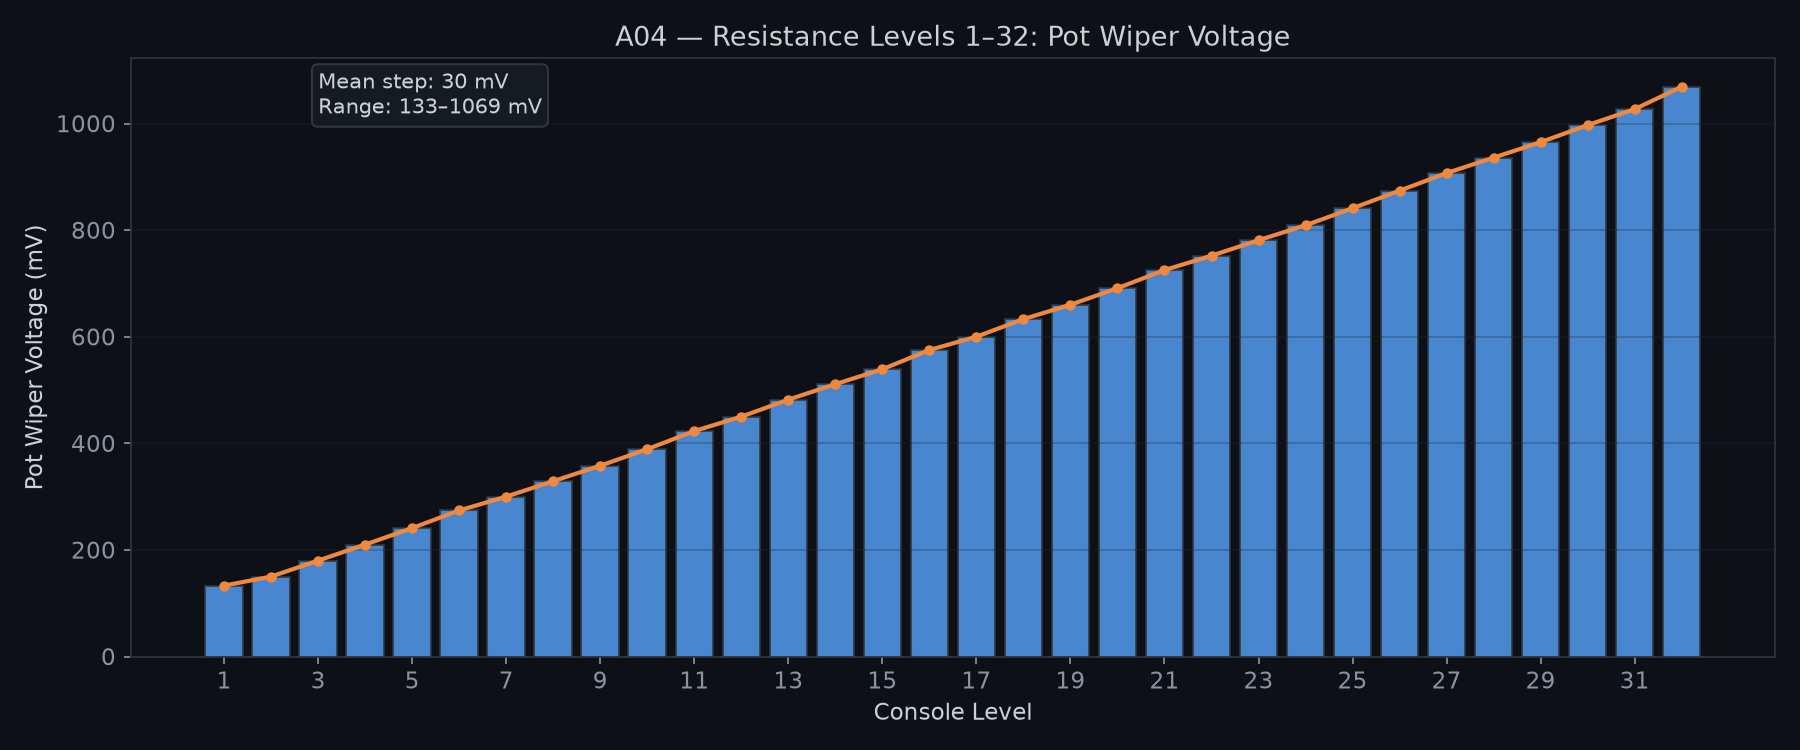 A04 — Resistance Levels 1–32: Pot Wiper Voltage
Mean step: 30 mV
Range: 133–1069 mV
Pot Wiper Voltage (mV)
1000
800
600
400
200
0
1 3 5 7 9 11 13 15 17 19 21 23 25 27 29 31
Console Level